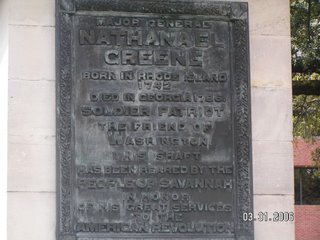 MAJOR GENERAL
NATHANAEL
GREENE
BORN IN RHODE ISLAND
1742
DIED IN GEORGIA 1786
SOLDIER PATRIOT
THE FRIEND OF
WASHINGTON
THIS SHAFT
HAS BEEN REARED BY THE
PEOPLE OF SAVANNAH
IN HONOR
OF HIS GREAT SERVICES
TO THE
AMERICAN REVOLUTION
03.31.2006